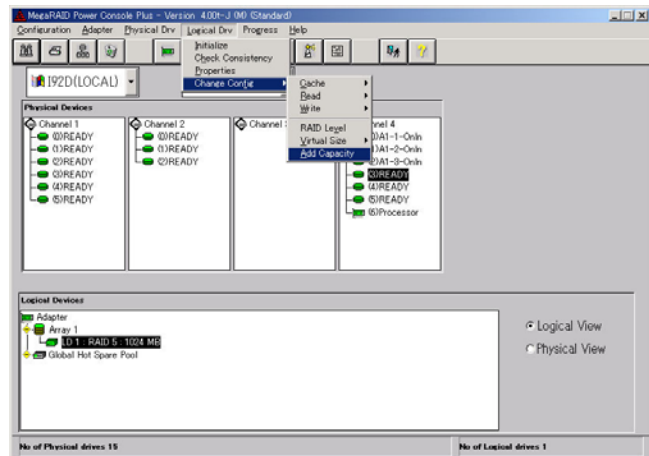 MegaRAID Power Console Plus - Version 4.00t-J (M) (Standard)
Configuration Adapter Physical Drv Logical Drv Progress Help
Initialize
Check Consistency
Properties
Change Config
Cache
Read
Write
RAID Level
Virtual Size
Add Capacity
I92D(LOCAL)
Physical Devices
Channel 1
(0)READY
(1)READY
(2)READY
(3)READY
(4)READY
(5)READY
Channel 2
(0)READY
(1)READY
(2)READY
Channel
nnel 4
0)A1-1-Onln
1)A1-2-Onln
(2)A1-3-Onln
(3)READY
(4)READY
(5)READY
(6)Processor
Logical Devices
Adapter
Array 1
LD 1 : RAID 5 : 1024 MB
Global Hot Spare Pool
Logical View
Physical View
No of Physical drives 15
No of Logical drives 1